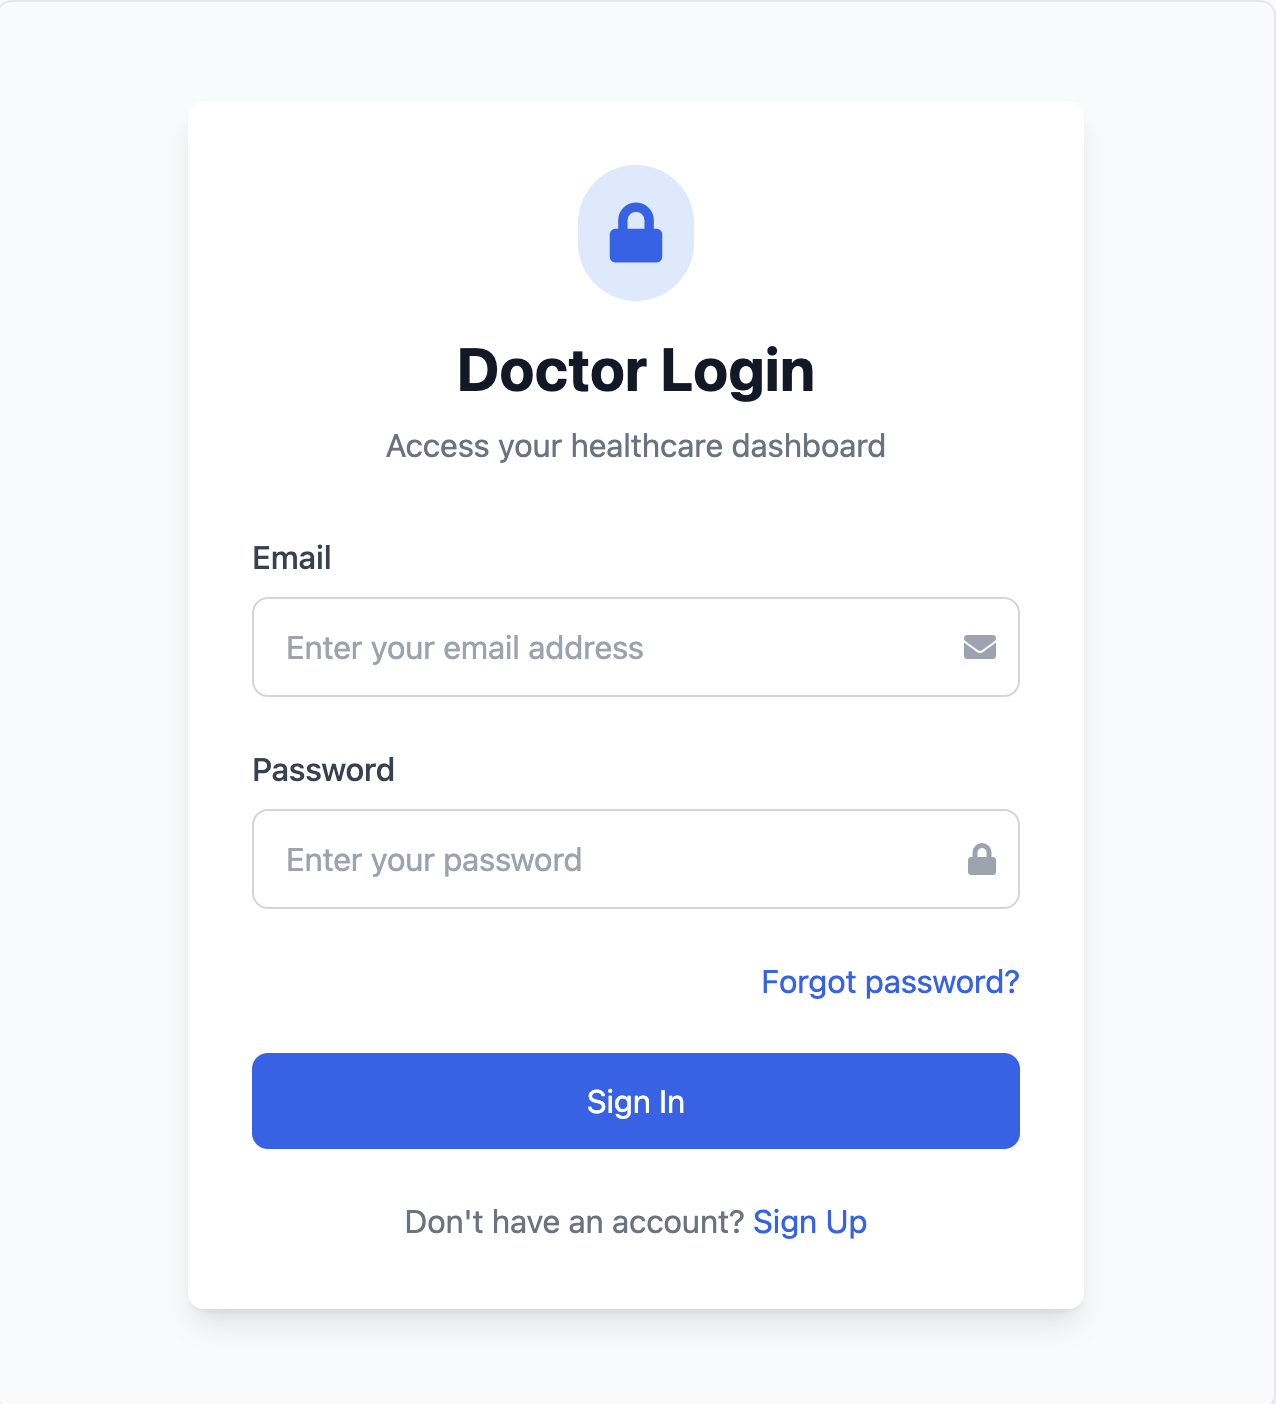 Doctor Login
Access your healthcare dashboard
Email
Enter your email address
Password
Enter your password
Forgot password?
Sign In
Don't have an account? Sign Up